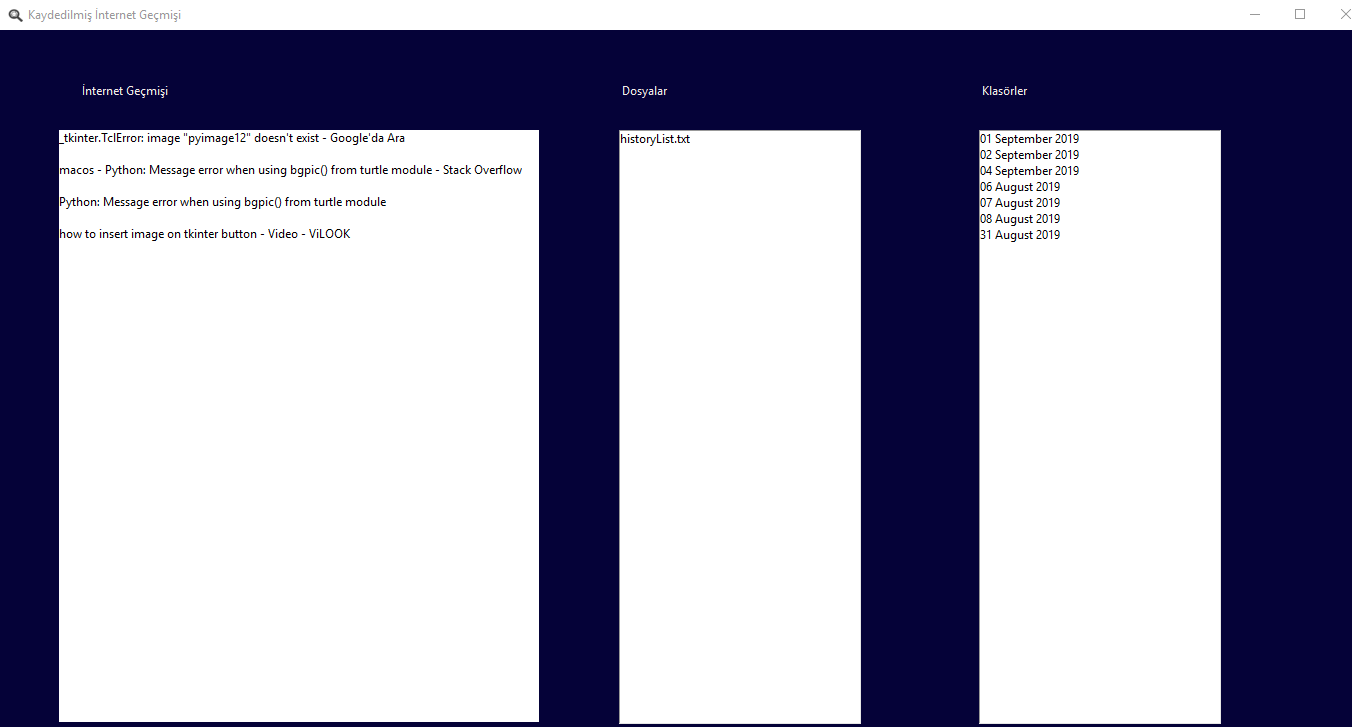 Kaydedilmiş İnternet Geçmişi
İnternet Geçmişi
_tkinter.TclError: image "pyimage12" doesn't exist - Google'da Ara
macos - Python: Message error when using bgpic() from turtle module - Stack Overflow
Python: Message error when using bgpic() from turtle module
how to insert image on tkinter button - Video - ViLOOK
Dosyalar
historyList.txt
Klasörler
01 September 2019
02 September 2019
04 September 2019
06 August 2019
07 August 2019
08 August 2019
31 August 2019